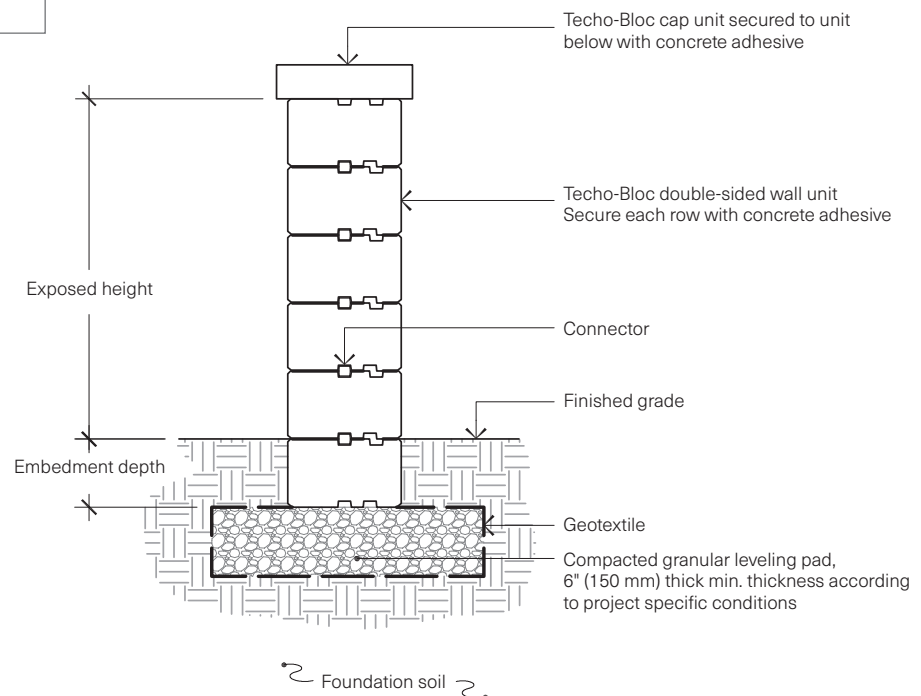 Techo-Bloc cap unit secured to unit
below with concrete adhesive
Techo-Bloc double-sided wall unit
Secure each row with concrete adhesive
Exposed height
Connector
Finished grade
Embedment depth
Geotextile
Compacted granular leveling pad,
6" (150 mm) thick min. thickness according
to project specific conditions
Foundation soil